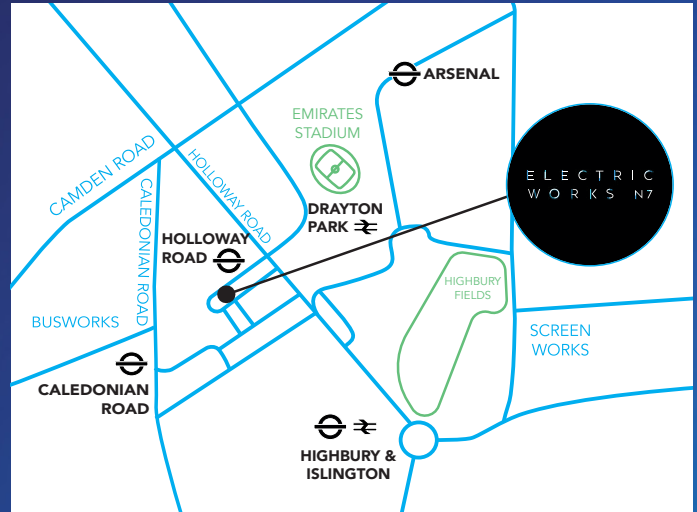 ARSENAL
EMIRATES
STADIUM
CAMDEN ROAD
HOLLOWAY ROAD
ELECTRIC
WORKS N7
CALEDONIAN ROAD
DRAYTON
PARK
HOLLOWAY
ROAD
HIGHBURY
FIELDS
BUSWORKS
SCREEN
WORKS
CALEDONIAN
ROAD
HIGHBURY &
ISLINGTON